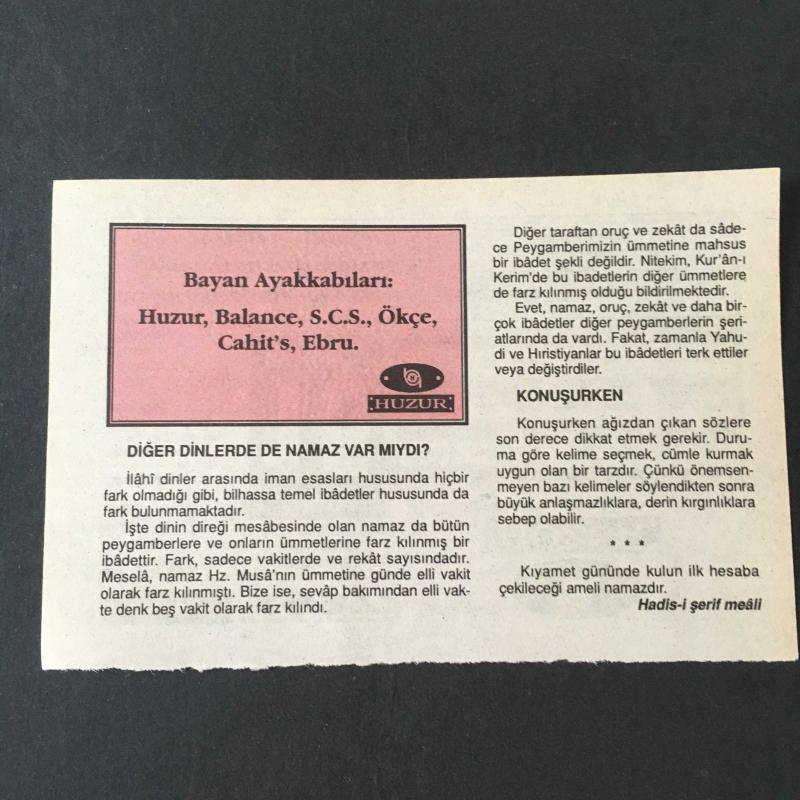 Bayan Ayakkabıları:
Huzur, Balance, S.C.S., Ökçe,
Cahit's, Ebru.
HUZUR
DİĞER DİNLERDE DE NAMAZ VAR MIYDI?
İlâhî dinler arasında iman esasları hususunda hiçbir
fark olmadığı gibi, bilhassa temel ibâdetler hususunda da
fark bulunmamaktadır.
İşte dinin direği mesâbesinde olan namaz da bütün
peygamberlere ve onların ümmetlerine farz kılınmış bir
ibâdettir. Fark, sadece vakitlerde ve rekât sayısındadır.
Meselâ, namaz Hz. Musâ'nın ümmetine günde elli vakit
olarak farz kılınmıştı. Bize ise, sevâp bakımından elli vak-
te denk beş vakit olarak farz kılındı.
Diğer taraftan oruç ve zekât da sâde-
ce Peygamberimizin ümmetine mahsus
bir ibâdet şekli değildir. Nitekim, Kur'ân-ı
Kerim'de bu ibadetlerin diğer ümmetlere
de farz kılınmış olduğu bildirilmektedir.
Evet, namaz, oruç, zekât ve daha bir-
çok ibâdetler diğer peygamberlerin şeri-
atlarında da vardı. Fakat, zamanla Yahu-
di ve Hıristiyanlar bu ibâdetleri terk ettiler
veya değiştirdiler.
KONUŞURKEN
Konuşurken ağızdan çıkan sözlere
son derece dikkat etmek gerekir. Duru-
ma göre kelime seçmek, cümle kurmak
uygun olan bir tarzdır. Çünkü önemsen-
meyen bazı kelimeler söylendikten sonra
büyük anlaşmazlıklara, derin kırgınlıklara
sebep olabilir.
* * *
Kıyamet gününde kulun ilk hesaba
çekileceği ameli namazdır.
Hadis-i şerif meâli